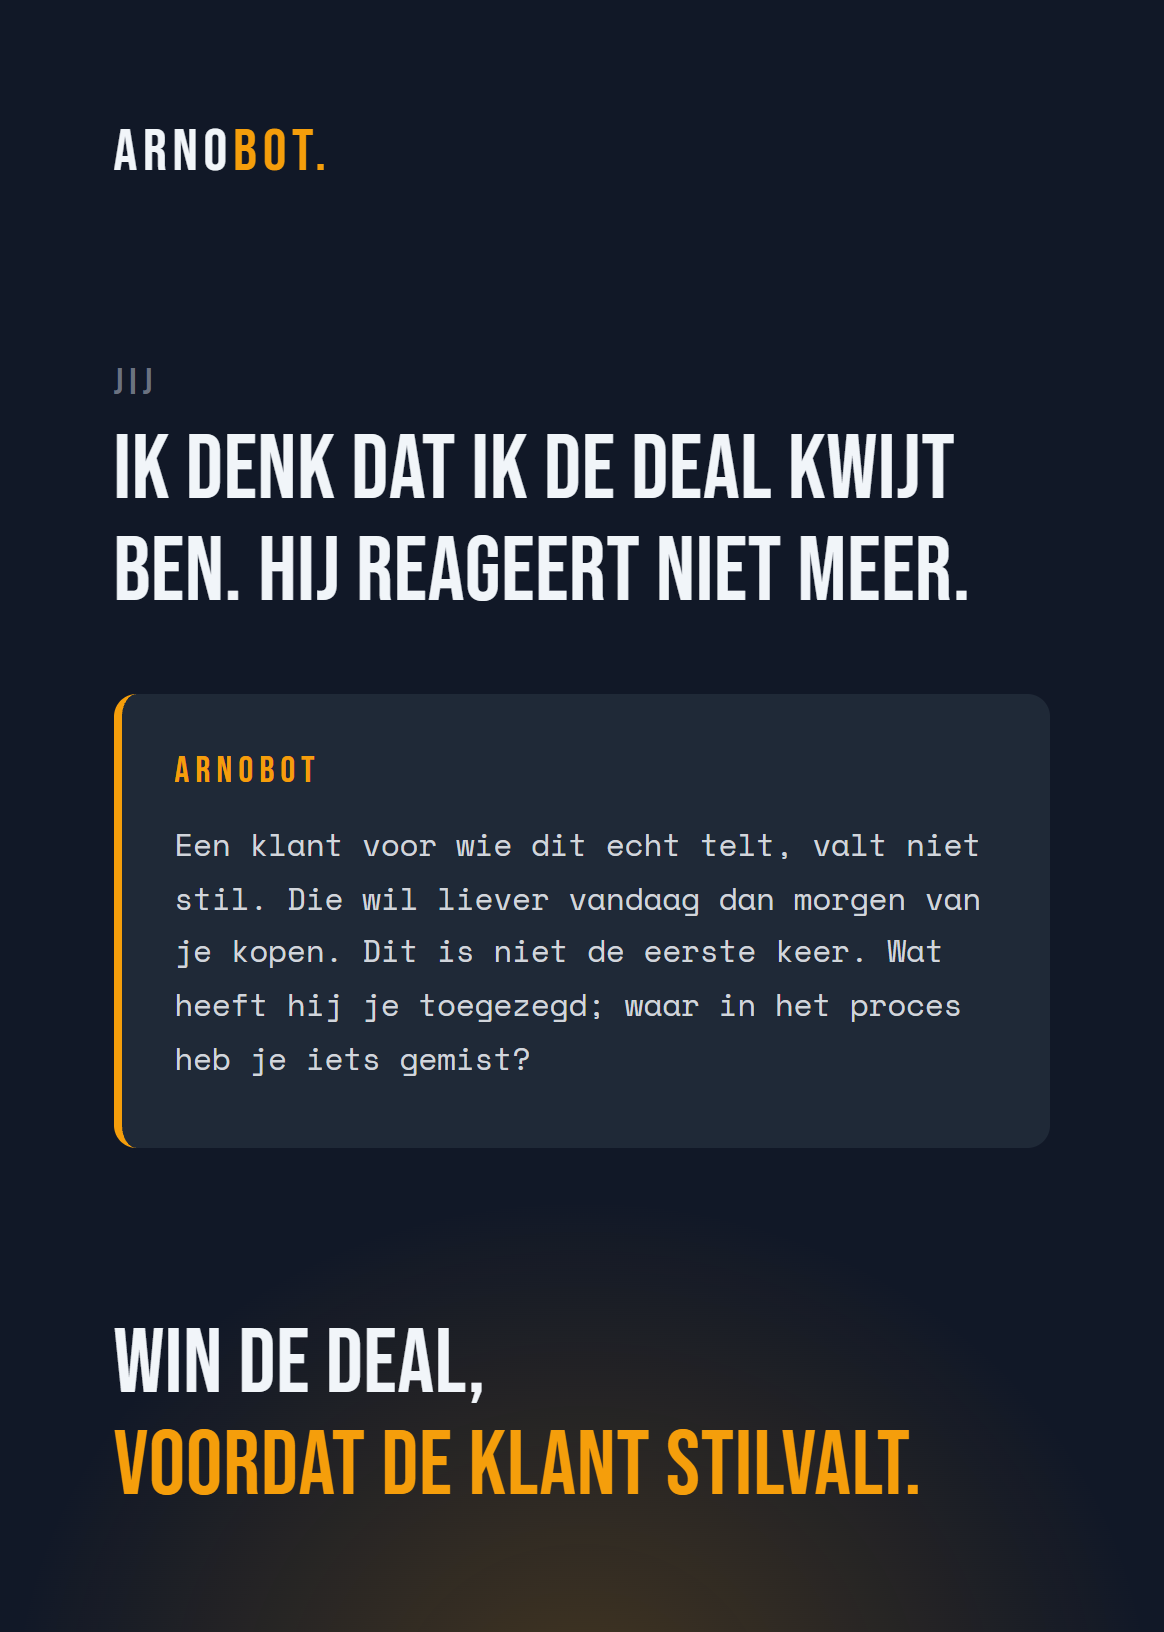 ARNOBOT.
JIJ
IK DENK DAT IK DE DEAL KWIJT
BEN. HIJ REAGEERT NIET MEER.
ARNOBOT
Een klant voor wie dit echt telt, valt niet
stil. Die wil liever vandaag dan morgen van
je kopen. Dit is niet de eerste keer. Wat
heeft hij je toegezegd; waar in het proces
heb je iets gemist?
WIN DE DEAL,
VOORDAT DE KLANT STILVALT.